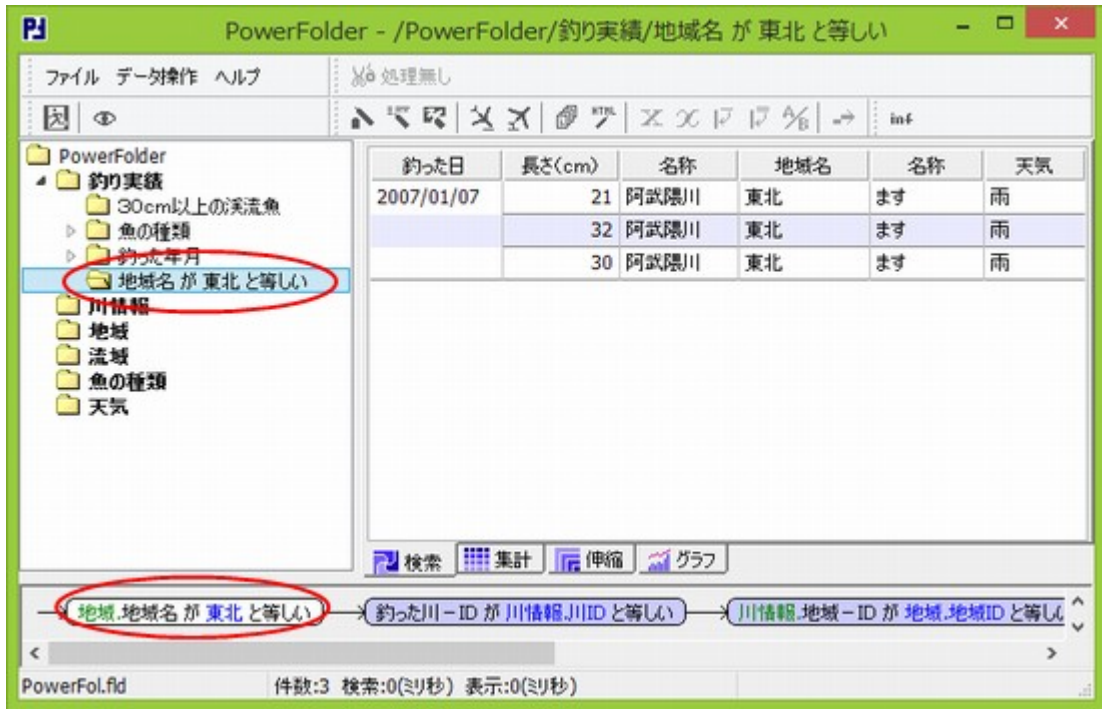 PowerFolder - /PowerFolder/釣り実績/地域名 が 東北 と等しい
ファイル データ操作 ヘルプ 処理無し
HTML A/B inf
PowerFolder
釣り実績
30cm以上の渓流魚
魚の種類
釣った年月
地域名 が 東北 と等しい
川情報
地域
流域
魚の種類
天気
釣った日 長さ(cm) 名称 地域名 名称 天気
2007/01/07 21 阿武隈川 東北 ます 雨
32 阿武隈川 東北 ます 雨
30 阿武隈川 東北 ます 雨
検索 集計 伸縮 グラフ
地域.地域名 が 東北 と等しい 釣った川-ID が 川情報.川ID と等しい 川情報.地域-ID が 地域.地域ID と等し
PowerFol.fld 件数:3 検索:0(ミリ秒) 表示:0(ミリ秒)